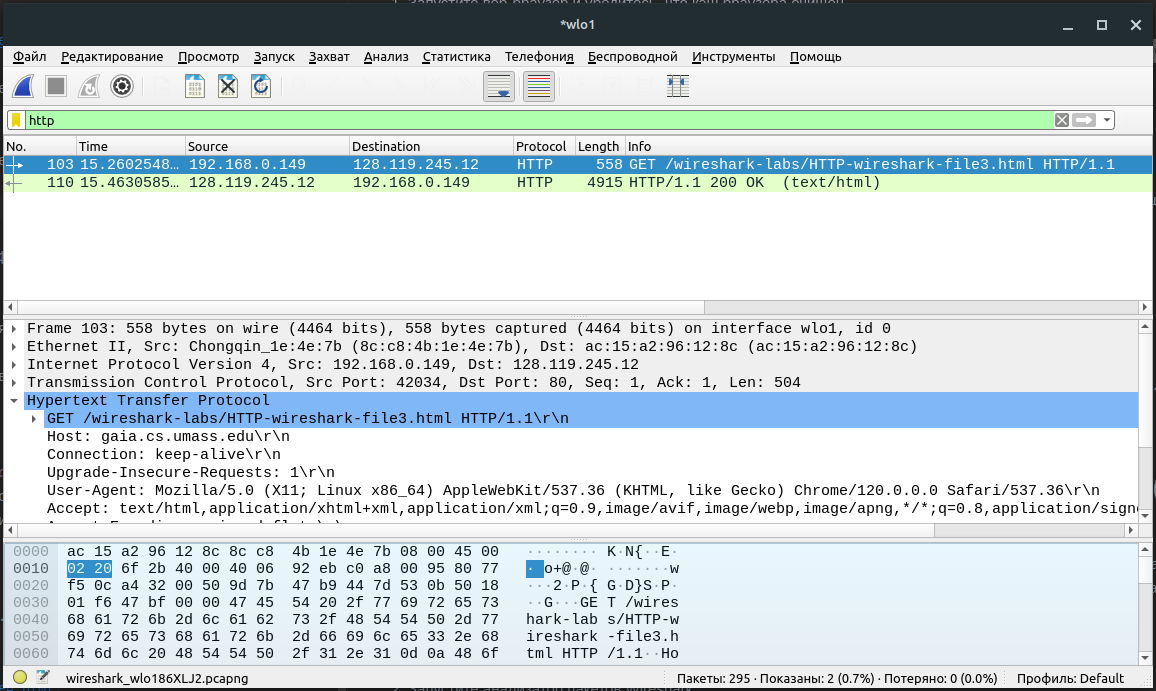 *wlo1
Файл Редактирование Просмотр Запуск Захват Анализ Статистика Телефония Беспроводной Инструменты Помощь
http
No. Time Source Destination Protocol Length Info
103 15.2602548… 192.168.0.149 128.119.245.12 HTTP 558 GET /wireshark-labs/HTTP-wireshark-file3.html HTTP/1.1
110 15.4630585… 128.119.245.12 192.168.0.149 HTTP 4915 HTTP/1.1 200 OK (text/html)
Frame 103: 558 bytes on wire (4464 bits), 558 bytes captured (4464 bits) on interface wlo1, id 0
Ethernet II, Src: Chongqin_1e:4e:7b (8c:c8:4b:1e:4e:7b), Dst: ac:15:a2:96:12:8c (ac:15:a2:96:12:8c)
Internet Protocol Version 4, Src: 192.168.0.149, Dst: 128.119.245.12
Transmission Control Protocol, Src Port: 42034, Dst Port: 80, Seq: 1, Ack: 1, Len: 504
Hypertext Transfer Protocol
GET /wireshark-labs/HTTP-wireshark-file3.html HTTP/1.1\r\n
Host: gaia.cs.umass.edu\r\n
Connection: keep-alive\r\n
Upgrade-Insecure-Requests: 1\r\n
User-Agent: Mozilla/5.0 (X11; Linux x86_64) AppleWebKit/537.36 (KHTML, like Gecko) Chrome/120.0.0.0 Safari/537.36\r\n
Accept: text/html,application/xhtml+xml,application/xml;q=0.9,image/avif,image/webp,image/apng,*/*;q=0.8,application/sign
0000 ac 15 a2 96 12 8c 8c c8 4b 1e 4e 7b 08 00 45 00 ········ K·N{··E·
0010 02 20 6f 2b 40 00 40 06 92 eb c0 a8 00 95 80 77 · o+@·@· ·······w
0020 f5 0c a4 32 00 50 9d 7b 47 b9 44 7d 53 0b 50 18 ···2·P·{ G·D}S·P·
0030 01 f6 47 bf 00 00 47 45 54 20 2f 77 69 72 65 73 ··G···GE T /wires
0040 68 61 72 6b 2d 6c 61 62 73 2f 48 54 54 50 2d 77 hark-lab s/HTTP-w
0050 69 72 65 73 68 61 72 6b 2d 66 69 6c 65 33 2e 68 ireshark -file3.h
0060 74 6d 6c 20 48 54 54 50 2f 31 2e 31 0d 0a 48 6f tml HTTP /1.1··Ho
wireshark_wlo186XLJ2.pcapng Пакеты: 295 · Показаны: 2 (0.7%) · Потеряно: 0 (0.0%) Профиль: Default